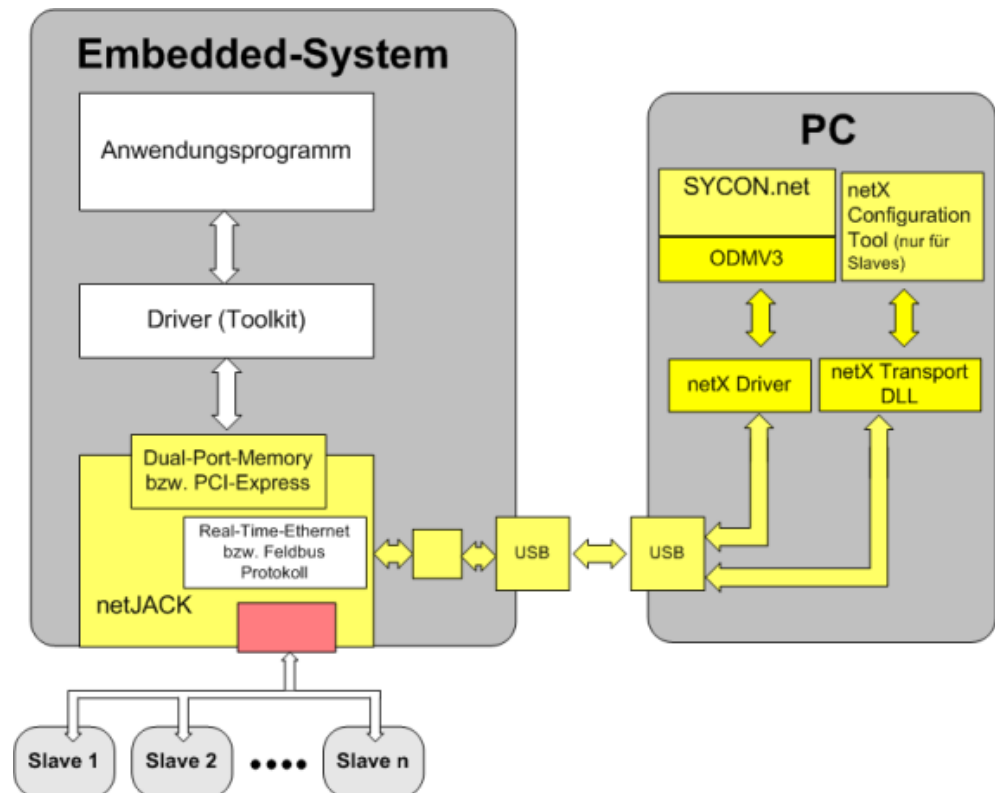 Embedded-System
Anwendungsprogramm
Driver (Toolkit)
Dual-Port-Memory
bzw. PCI-Express
Real-Time-Ethernet
bzw. Feldbus
Protokoll
netJACK
USB
Slave 1
Slave 2
Slave n
PC
SYCON.net
ODMV3
netX
Configuration
Tool (nur für
Slaves)
netX Driver
netX Transport
DLL
USB